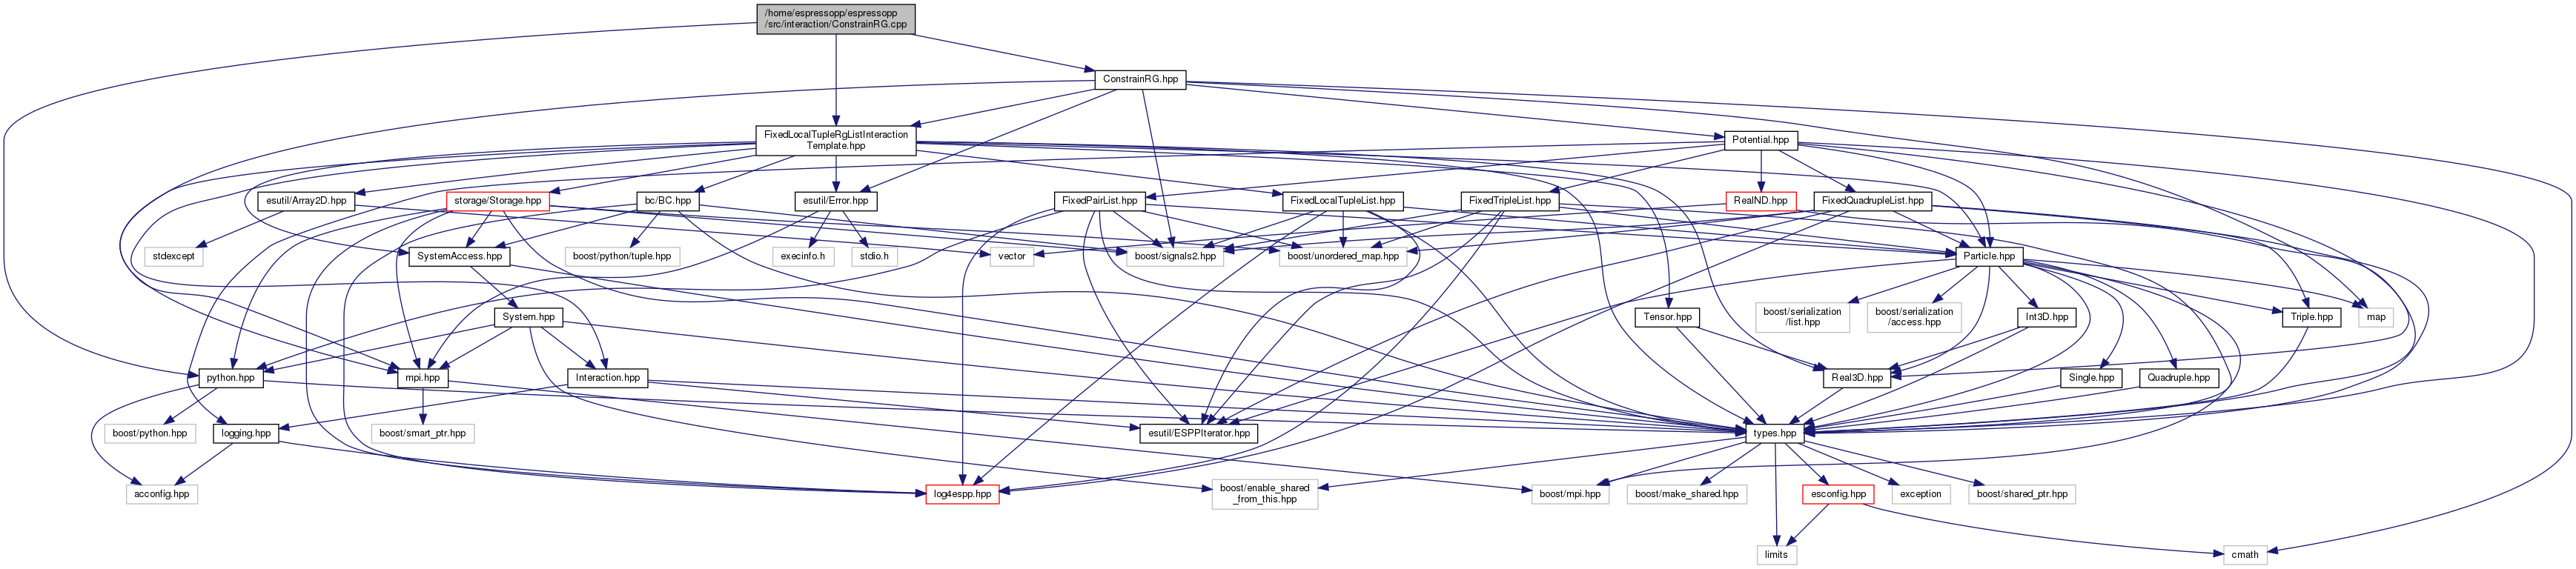 /home/espressopp/espressopp
/src/interaction/ConstrainRG.cpp
ConstrainRG.hpp
FixedLocalTupleRgListInteraction
Template.hpp
Potential.hpp
esutil/Array2D.hpp
storage/Storage.hpp
bc/BC.hpp
esutil/Error.hpp
FixedPairList.hpp
FixedLocalTupleList.hpp
FixedTripleList.hpp
RealND.hpp
FixedQuadrupleList.hpp
stdexcept
SystemAccess.hpp
boost/python/tuple.hpp
execinfo.h
stdio.h
vector
boost/signals2.hpp
boost/unordered_map.hpp
Particle.hpp
System.hpp
Tensor.hpp
boost/serialization
/list.hpp
boost/serialization
/access.hpp
Int3D.hpp
Triple.hpp
map
python.hpp
mpi.hpp
Interaction.hpp
Real3D.hpp
Single.hpp
Quadruple.hpp
boost/python.hpp
logging.hpp
boost/smart_ptr.hpp
esutil/ESPPIterator.hpp
types.hpp
acconfig.hpp
log4espp.hpp
boost/enable_shared
_from_this.hpp
boost/mpi.hpp
boost/make_shared.hpp
esconfig.hpp
exception
boost/shared_ptr.hpp
limits
cmath